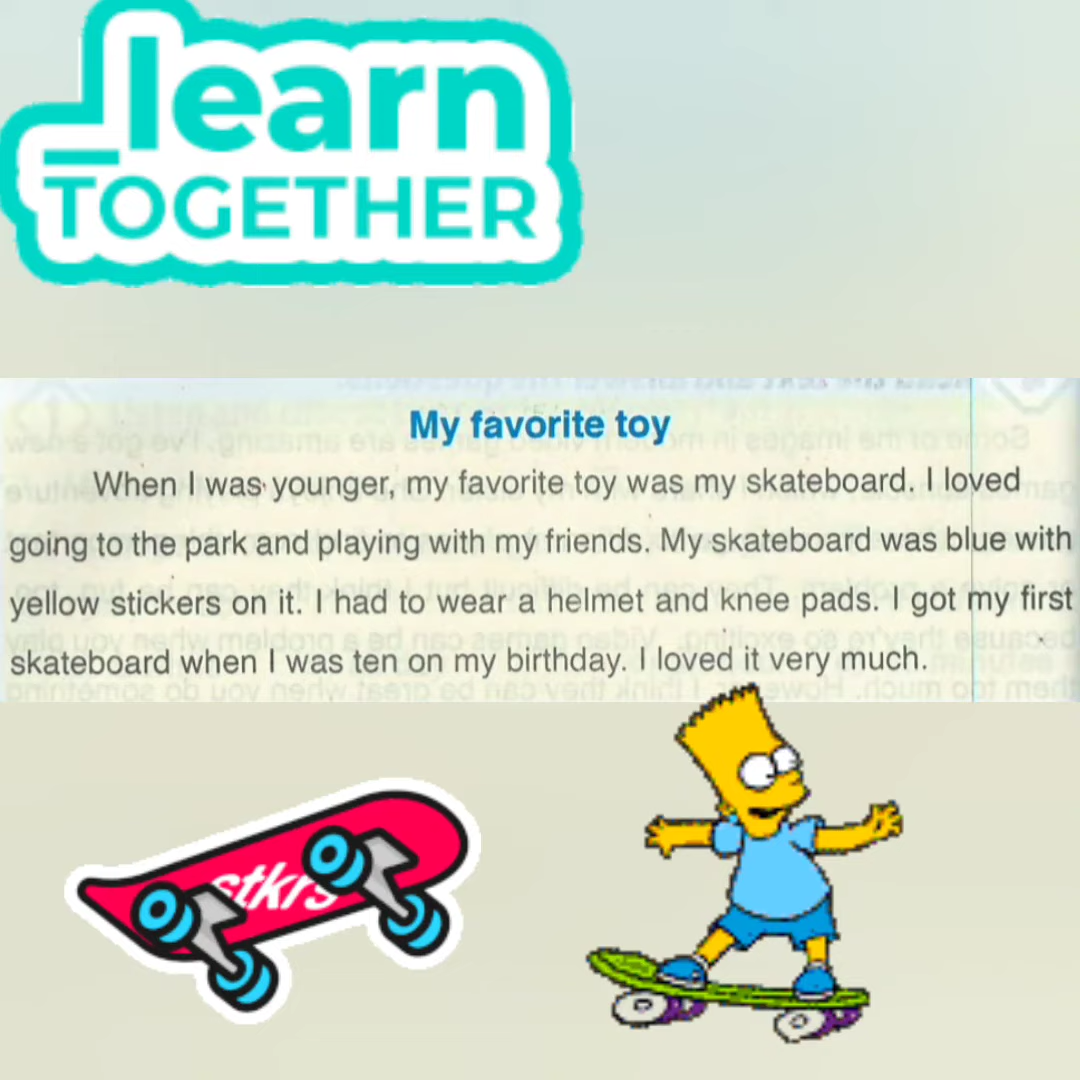 _learn
TOGETHER
My favorite toy
When I was younger, my favorite toy was my skateboard. I loved
going to the park and playing with my friends. My skateboard was blue with
yellow stickers on it. I had to wear a helmet and knee pads. I got my first
skateboard when I was ten on my birthday. I loved it very much.
stkrs